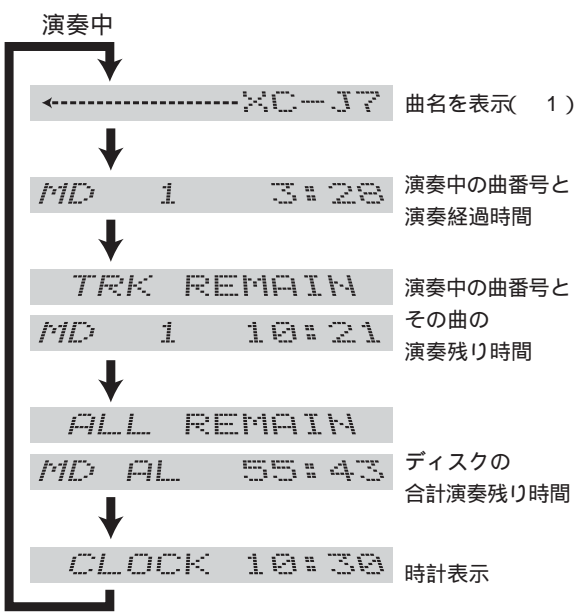 演奏中
XC-J7
曲名を表示( 1)
MD 1 3:28
演奏中の曲番号と
演奏経過時間
TRK REMAIN
MD 1 10:21
演奏中の曲番号と
その曲の
演奏残り時間
ALL REMAIN
MD AL 55:43
ディスクの
合計演奏残り時間
CLOCK 10:30
時計表示